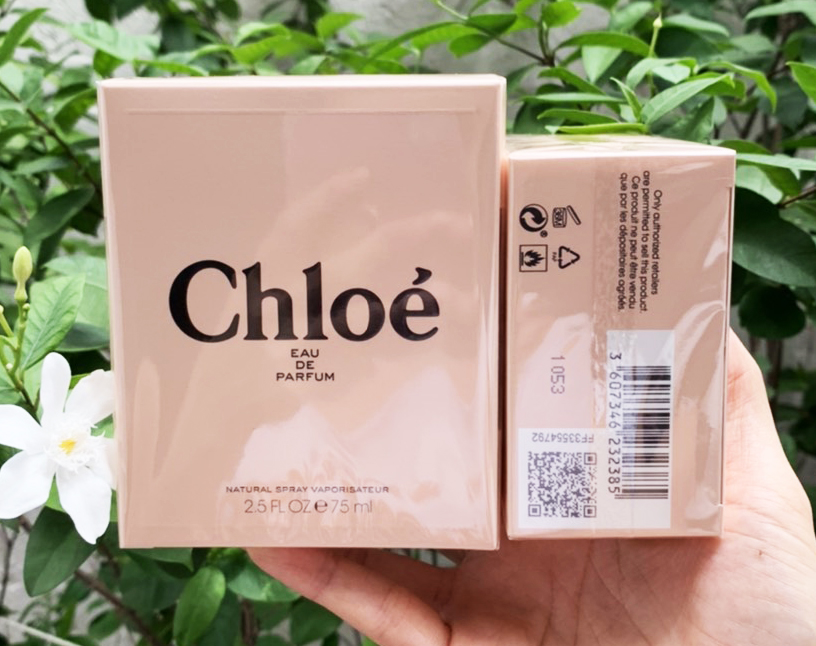 Chloé
EAU
DE
PARFUM
NATURAL SPRAY VAPORISATEUR
2.5 FL OZ e 75 ml
Only authorized retailers
are permitted to sell this product.
Ce produit ne peut être vendu
que par les dépositaires agréés.
1053
FF33554792
3 607346 232385